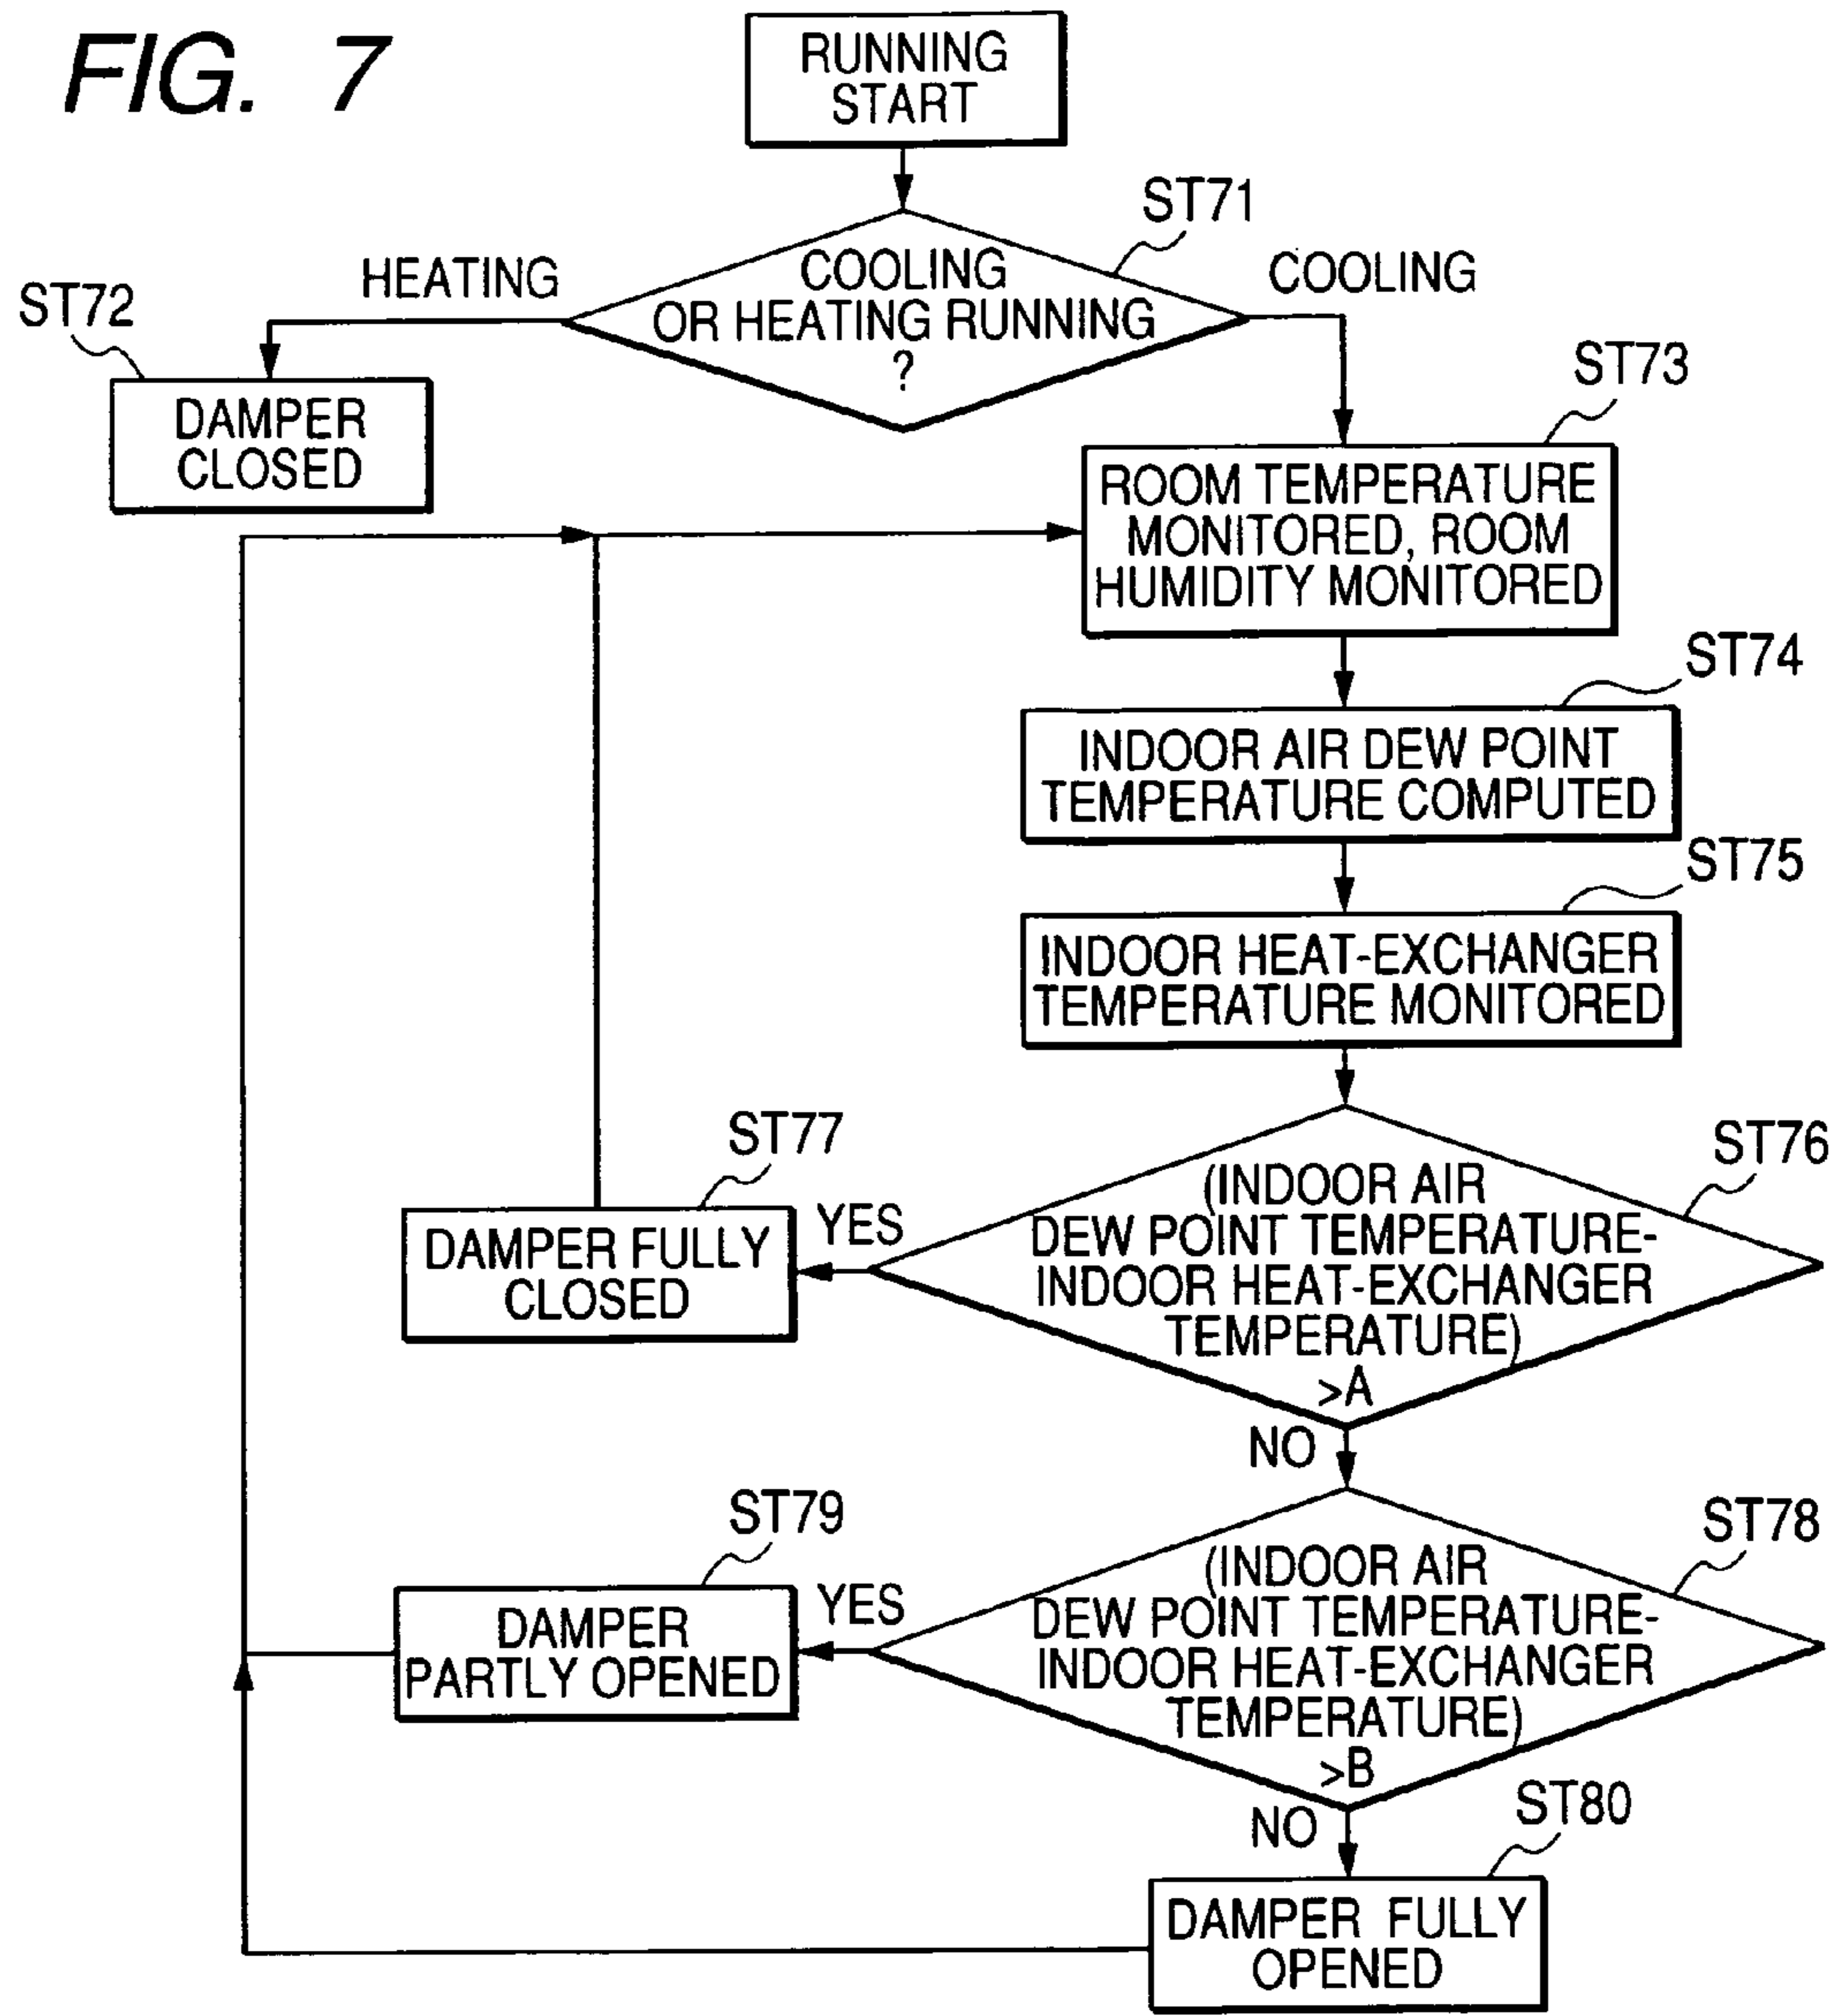 FIG. 7
RUNNING
START
ST71
COOLING
OR HEATING RUNNING
?
HEATING
COOLING
ST72
DAMPER
CLOSED
ST73
ROOM TEMPERATURE
MONITORED, ROOM
HUMIDITY MONITORED
ST74
INDOOR AIR DEW POINT
TEMPERATURE COMPUTED
ST75
INDOOR HEAT-EXCHANGER
TEMPERATURE MONITORED
ST76
(INDOOR AIR
DEW POINT TEMPERATURE-
INDOOR HEAT-EXCHANGER
TEMPERATURE)
>A
YES
ST77
DAMPER FULLY
CLOSED
NO
ST78
(INDOOR AIR
DEW POINT TEMPERATURE-
INDOOR HEAT-EXCHANGER
TEMPERATURE)
>B
YES
ST79
DAMPER
PARTLY OPENED
NO
ST80
DAMPER FULLY
OPENED